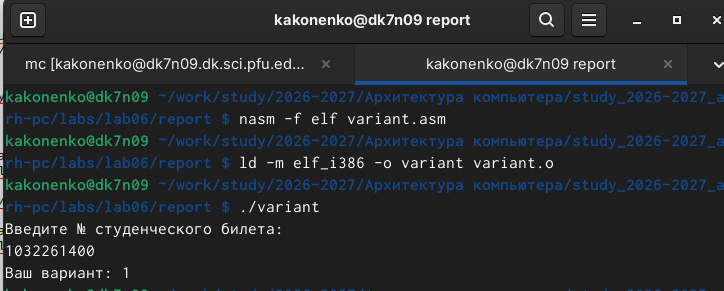 kakonenko@dk7n09 report
mc [kakonenko@dk7n09.dk.sci.pfu.ed...
kakonenko@dk7n09 report
kakonenko@dk7n09 ~/work/study/2026-2027/Архитектура компьютера/study_2026-2027_a
rh-pc/labs/lab06/report $ nasm -f elf variant.asm
kakonenko@dk7n09 ~/work/study/2026-2027/Архитектура компьютера/study_2026-2027_a
rh-pc/labs/lab06/report $ ld -m elf_i386 -o variant variant.o
kakonenko@dk7n09 ~/work/study/2026-2027/Архитектура компьютера/study_2026-2027_a
rh-pc/labs/lab06/report $ ./variant
Введите № студенческого билета:
1032261400
Ваш вариант: 1